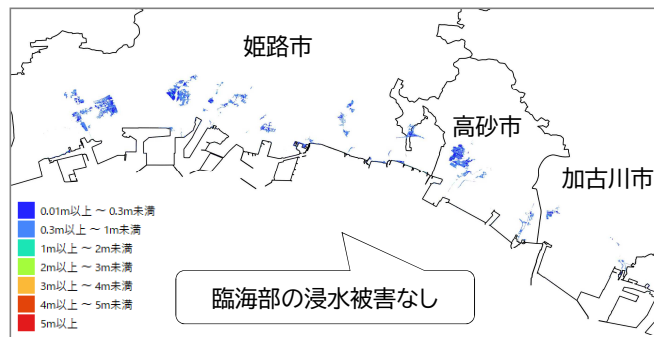 姫路市
高砂市
加古川市
0.01m以上 ～ 0.3m未満
0.3m以上 ～ 1m未満
1m以上 ～ 2m未満
2m以上 ～ 3m未満
3m以上 ～ 4m未満
4m以上 ～ 5m未満
5m以上
臨海部の浸水被害なし